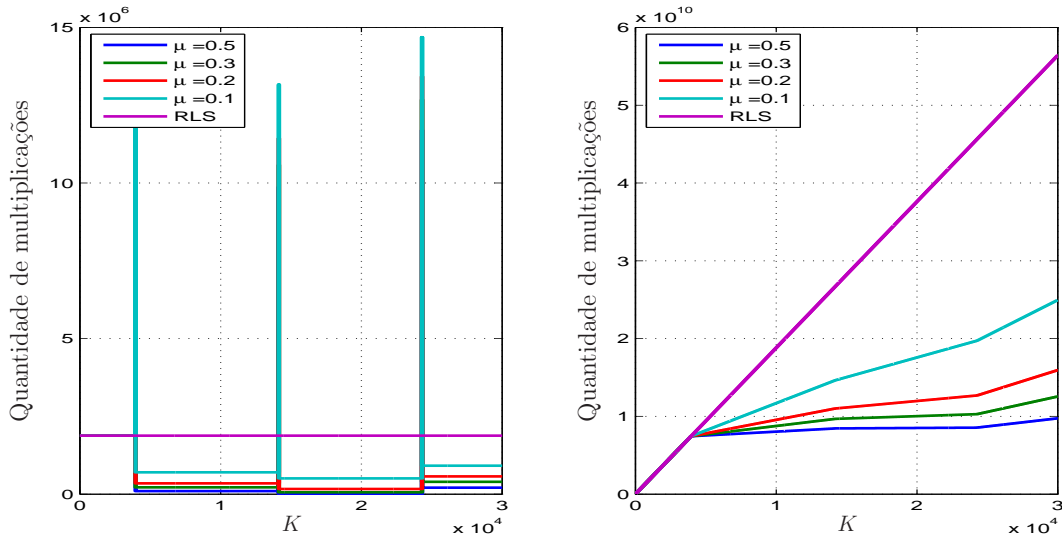 x 10^6
15
10
5
0
Quantidade de multiplicações
μ =0.5
μ =0.3
μ =0.2
μ =0.1
RLS
0
1
2
3
K
x 10^4
x 10^10
6
5
4
3
2
1
0
Quantidade de multiplicações
μ =0.5
μ =0.3
μ =0.2
μ =0.1
RLS
0
1
2
3
K
x 10^4